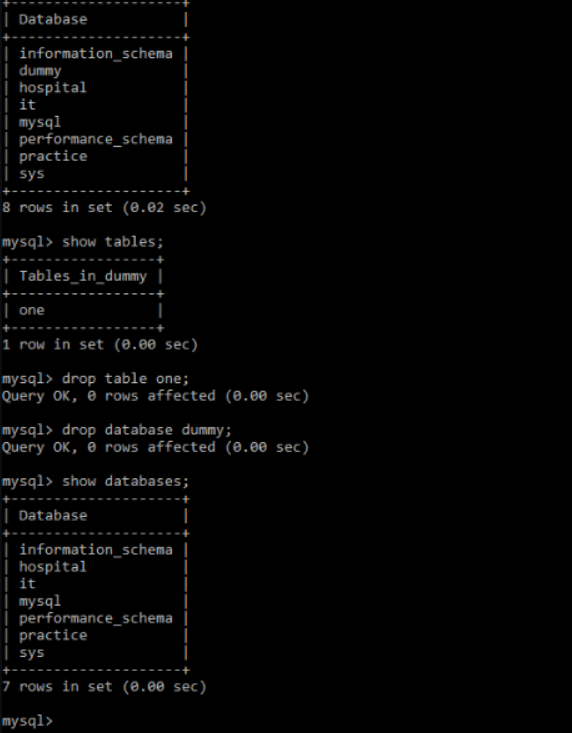 +--------------------+
| Database           |
+--------------------+
| information_schema |
| dummy              |
| hospital           |
| it                 |
| mysql              |
| performance_schema |
| practice           |
| sys                |
+--------------------+
8 rows in set (0.02 sec)
mysql> show tables;
+-----------------+
| Tables_in_dummy |
+-----------------+
| one             |
+-----------------+
1 row in set (0.00 sec)
mysql> drop table one;
Query OK, 0 rows affected (0.00 sec)
mysql> drop database dummy;
Query OK, 0 rows affected (0.00 sec)
mysql> show databases;
+--------------------+
| Database           |
+--------------------+
| information_schema |
| hospital           |
| it                 |
| mysql              |
| performance_schema |
| practice           |
| sys                |
+--------------------+
7 rows in set (0.00 sec)
mysql>